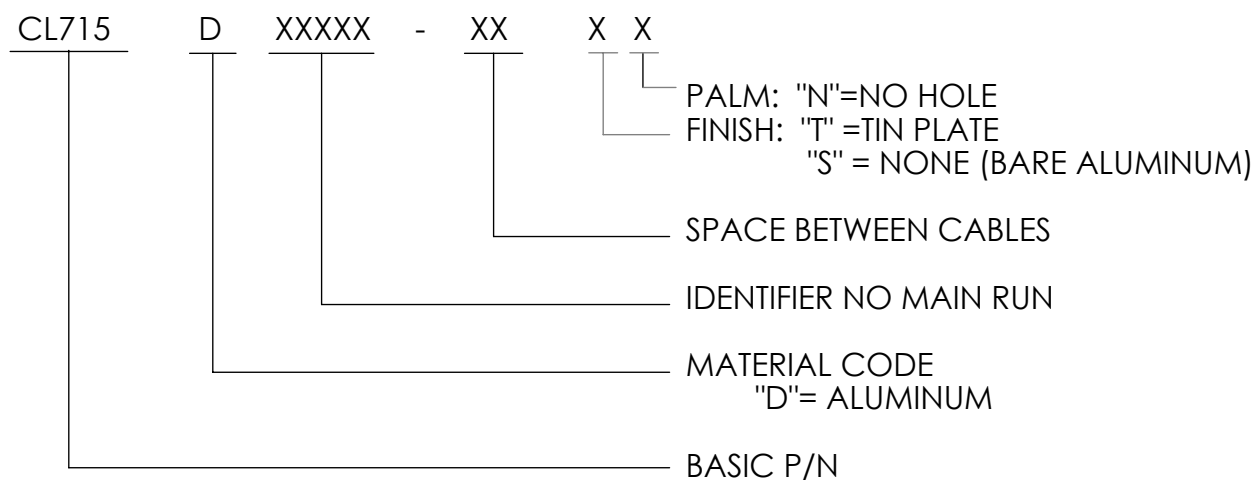 CL715 D XXXXX - XX X X
PALM: "N"=NO HOLE
FINISH: "T" =TIN PLATE
"S" = NONE (BARE ALUMINUM)
SPACE BETWEEN CABLES
IDENTIFIER NO MAIN RUN
MATERIAL CODE
"D"= ALUMINUM
BASIC P/N